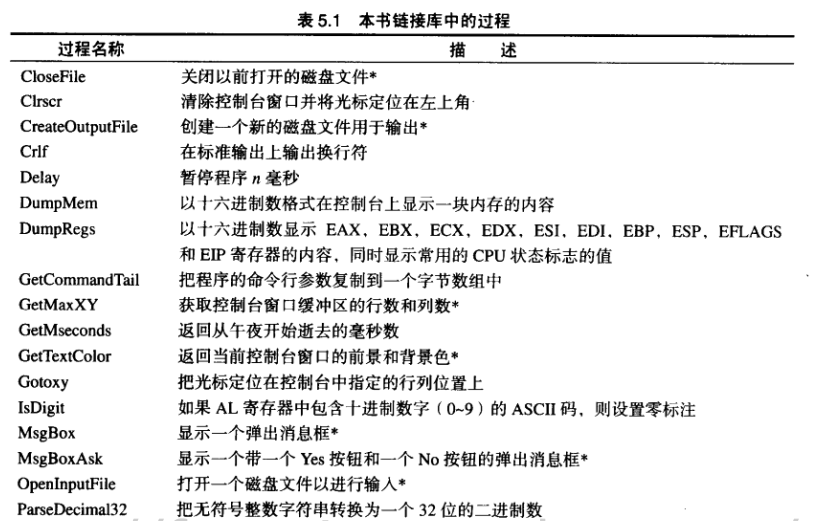 表 5.1 本书链接库中的过程
过程名称 描 述
CloseFile 关闭以前打开的磁盘文件*
Clrscr 清除控制台窗口并将光标定位在左上角
CreateOutputFile 创建一个新的磁盘文件用于输出*
Crlf 在标准输出上输出换行符
Delay 暂停程序 n 毫秒
DumpMem 以十六进制数格式在控制台上显示一块内存的内容
DumpRegs 以十六进制数显示 EAX，EBX，ECX，EDX，ESI，EDI，EBP，ESP，EFLAGS
和 EIP 寄存器的内容，同时显示常用的 CPU 状态标志的值
GetCommandTail 把程序的命令行参数复制到一个字节数组中
GetMaxXY 获取控制台窗口缓冲区的行数和列数*
GetMseconds 返回从午夜开始逝去的毫秒数
GetTextColor 返回当前控制台窗口的前景和背景色*
Gotoxy 把光标定位在控制台中指定的行列位置上
IsDigit 如果 AL 寄存器中包含十进制数字（0~9）的 ASCII 码，则设置零标注
MsgBox 显示一个弹出消息框*
MsgBoxAsk 显示一个带一个 Yes 按钮和一个 No 按钮的弹出消息框*
OpenInputFile 打开一个磁盘文件以进行输入*
ParseDecimal32 把无符号整数字符串转换为一个 32 位的二进制数